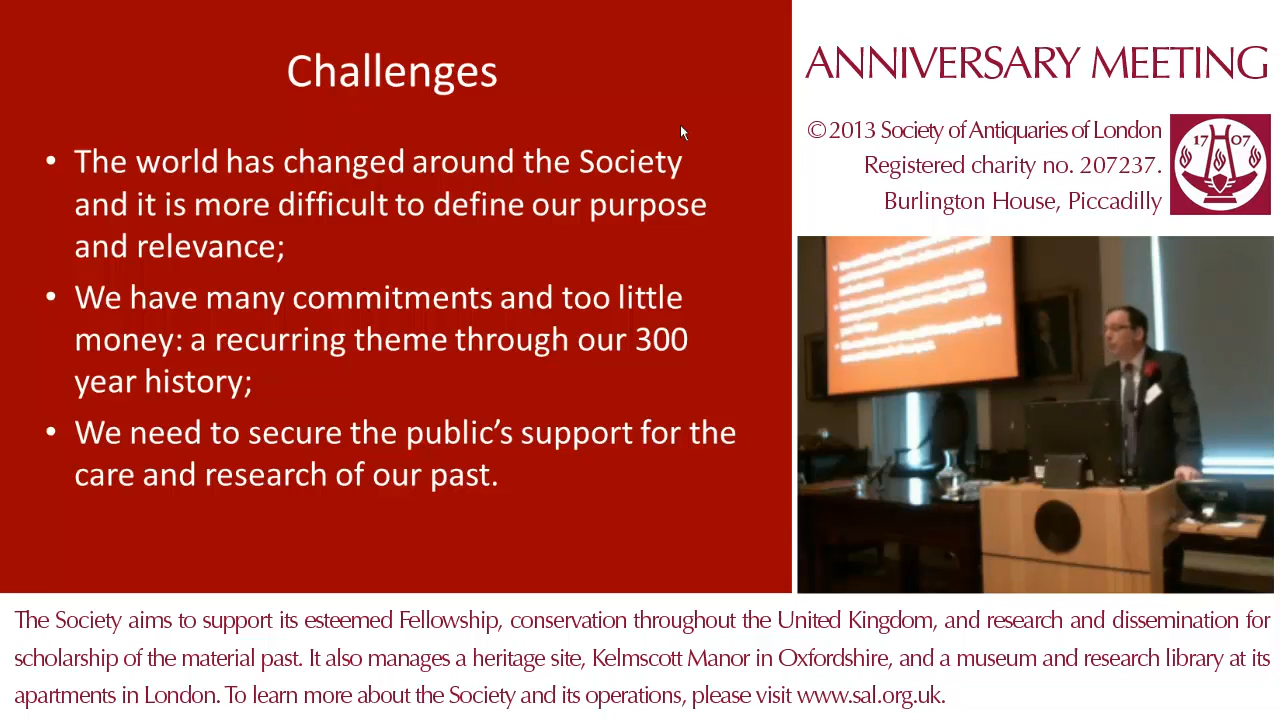 Challenges
• The world has changed around the Society
and it is more difficult to define our purpose
and relevance;
• We have many commitments and too little
money: a recurring theme through our 300
year history;
• We need to secure the public's support for the
care and research of our past.
ANNIVERSARY MEETING
© 2013 Society of Antiquaries of London
Registered charity no. 207237.
Burlington House, Piccadilly
1707
The Society aims to support its esteemed Fellowship, conservation throughout the United Kingdom, and research and dissemination for
scholarship of the material past. It also manages a heritage site, Kelmscott Manor in Oxfordshire, and a museum and research library at its
apartments in London. To learn more about the Society and its operations, please visit www.sal.org.uk.